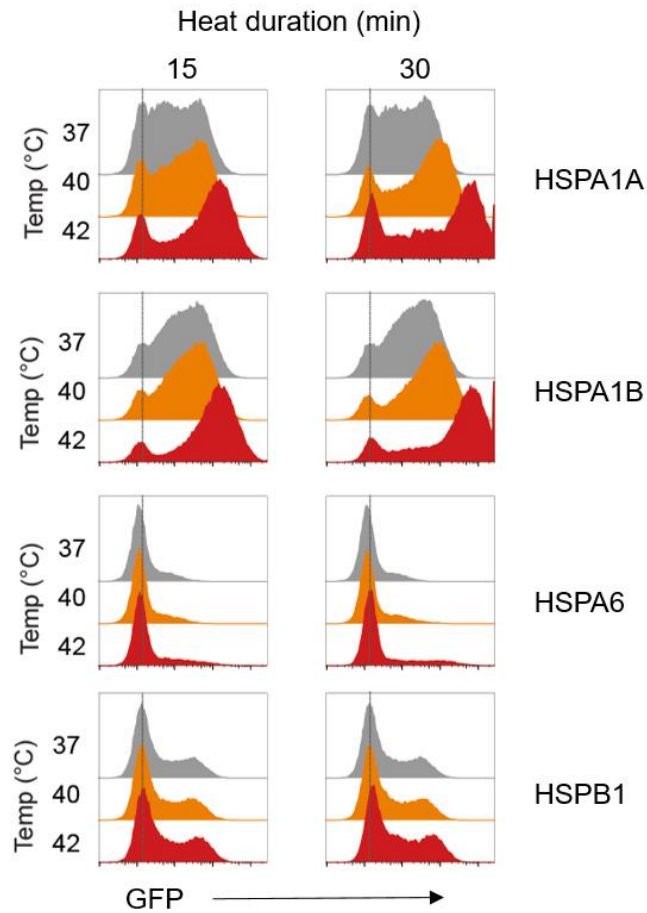 Heat duration (min)
15 30
Temp (°C)
37
40
42
HSPA1A
Temp (°C)
37
40
42
HSPA1B
Temp (°C)
37
40
42
HSPA6
Temp (°C)
37
40
42
HSPB1
GFP